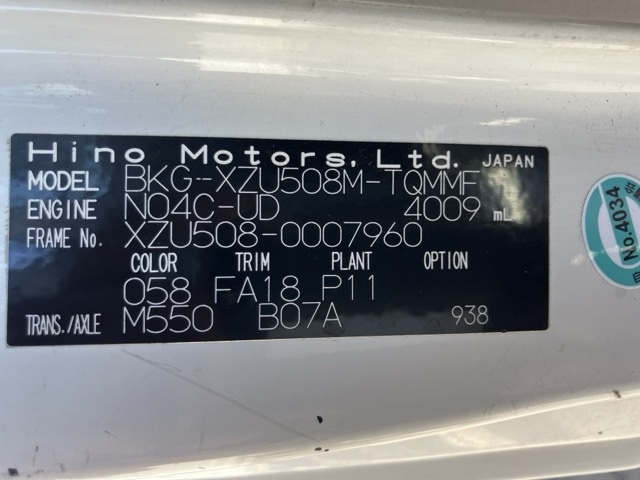 Hino Motors, Ltd. JAPAN
MODEL BKG-XZU508M-TQMMF
ENGINE N04C-UD 4009 mL
FRAME No. XZU508-0007960
COLOR TRIM PLANT OPTION
058 FA18 P11
TRANS./AXLE M550 B07A 938
No.4034